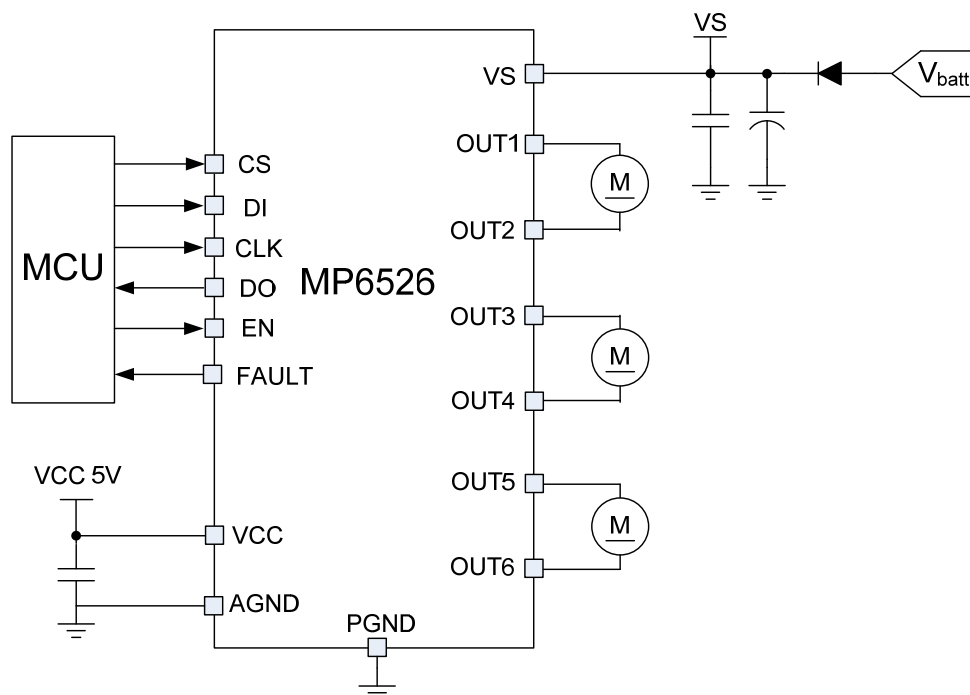 VS
VS
V_batt
OUT1
M
CS
DI
OUT2
CLK
MCU
MP6526
DO
OUT3
EN
M
FAULT
OUT4
VCC 5V
OUT5
M
VCC
OUT6
AGND
PGND